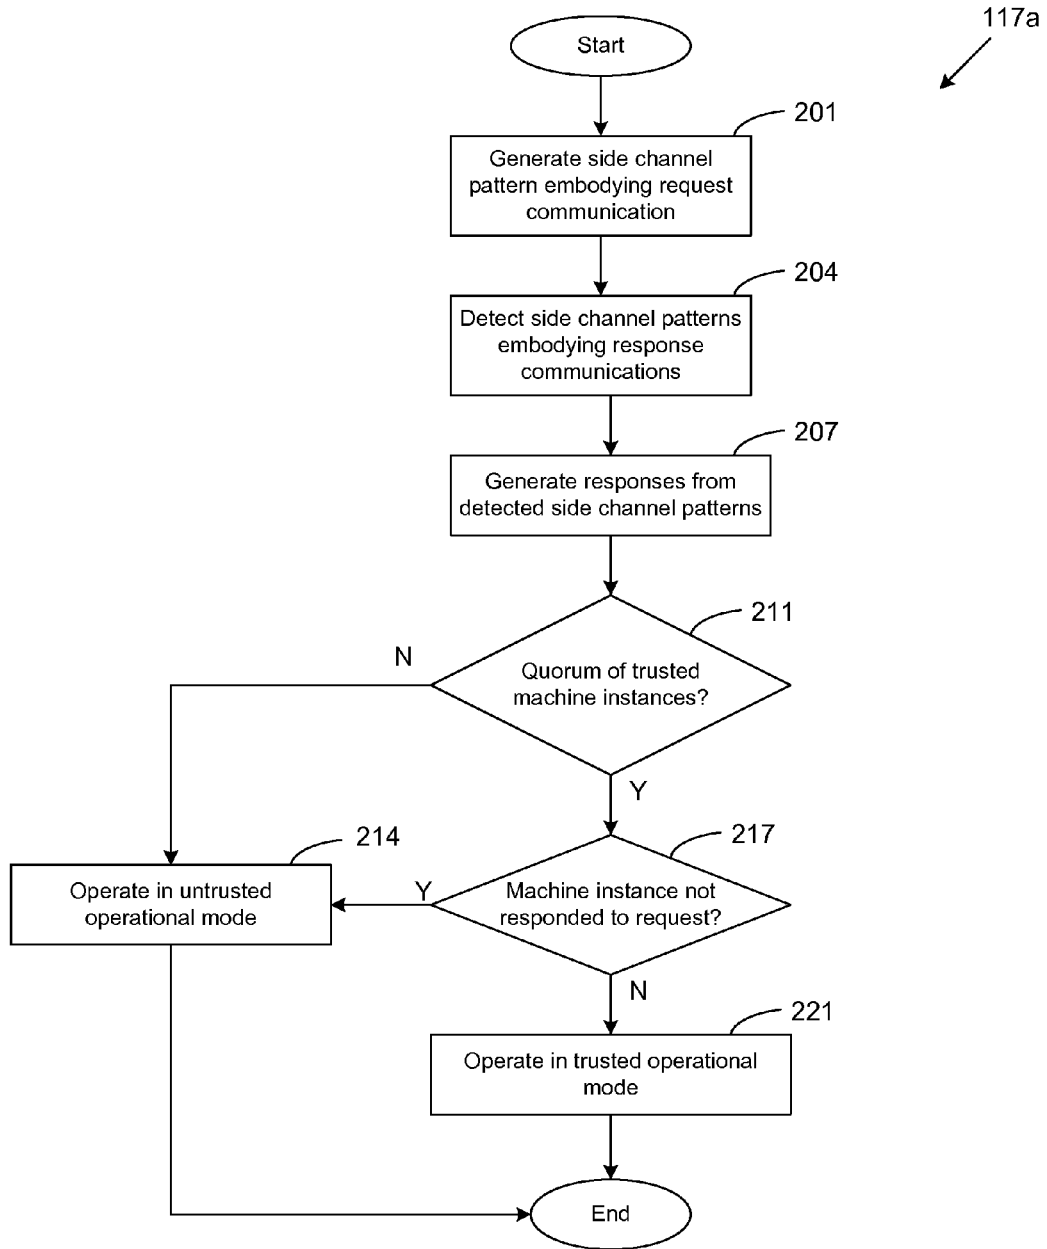 117a
Start
201
Generate side channel
pattern embodying request
communication
204
Detect side channel patterns
embodying response
communications
207
Generate responses from
detected side channel patterns
211
N
Quorum of trusted
machine instances?
Y
217
214
Machine instance not
responded to request?
Y
Operate in untrusted
operational mode
N
221
Operate in trusted operational
mode
End